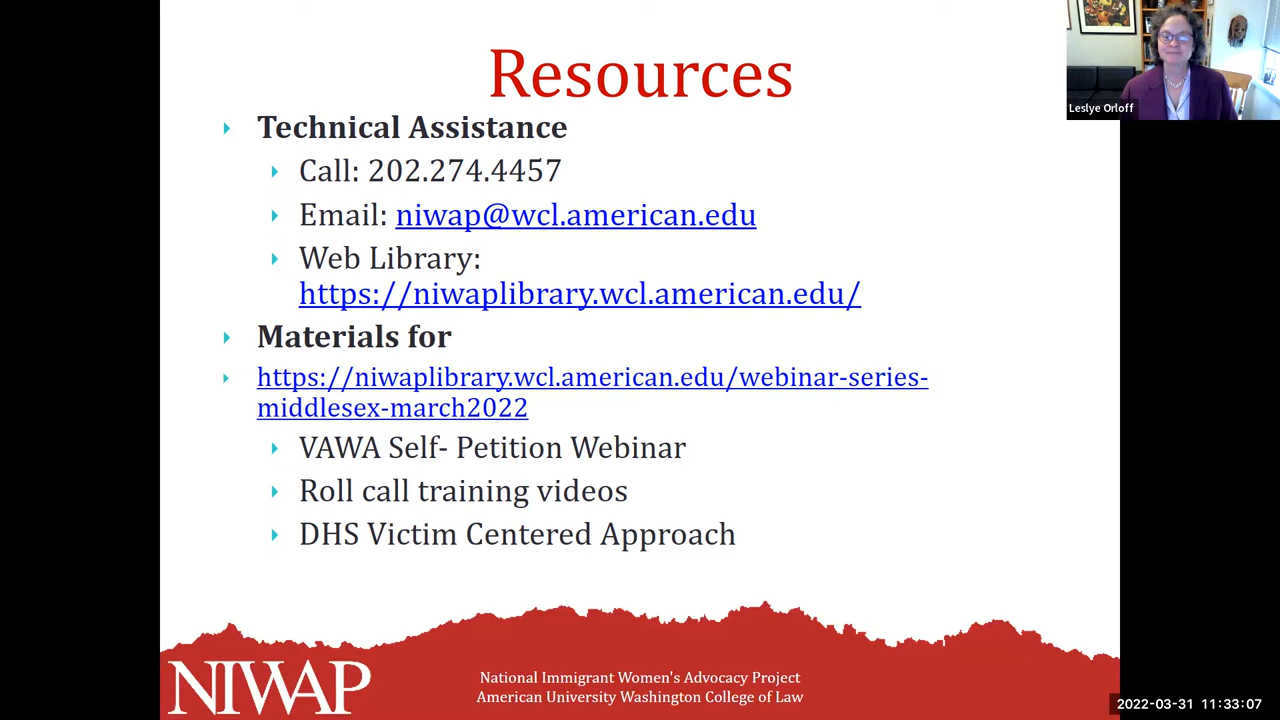 Resources
Technical Assistance
Call: 202.274.4457
Email: niwap@wcl.american.edu
Web Library:
https://niwaplibrary.wcl.american.edu/
Materials for
https://niwaplibrary.wcl.american.edu/webinar-series-
middlesex-march2022
VAWA Self- Petition Webinar
Roll call training videos
DHS Victim Centered Approach
NIWAP
National Immigrant Women's Advocacy Project
American University Washington College of Law
Leslye Orloff
2022-03-31 11:33:07